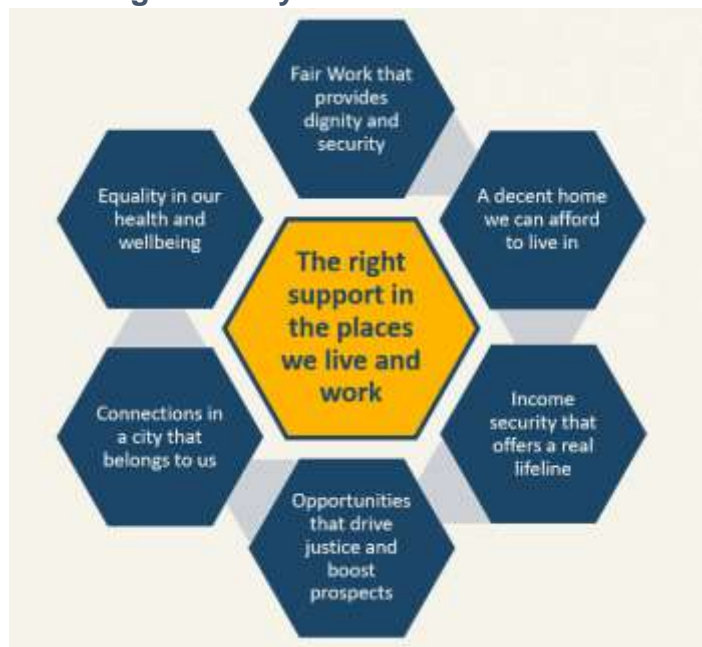 Fair Work that
provides
dignity and
security
A decent home
we can afford
to live in
Income
security that
offers a real
lifeline
Opportunities
that drive
justice and
boost
prospects
Connections in
a city that
belongs to us
Equality in our
health and
wellbeing
The right
support in
the places
we live and
work